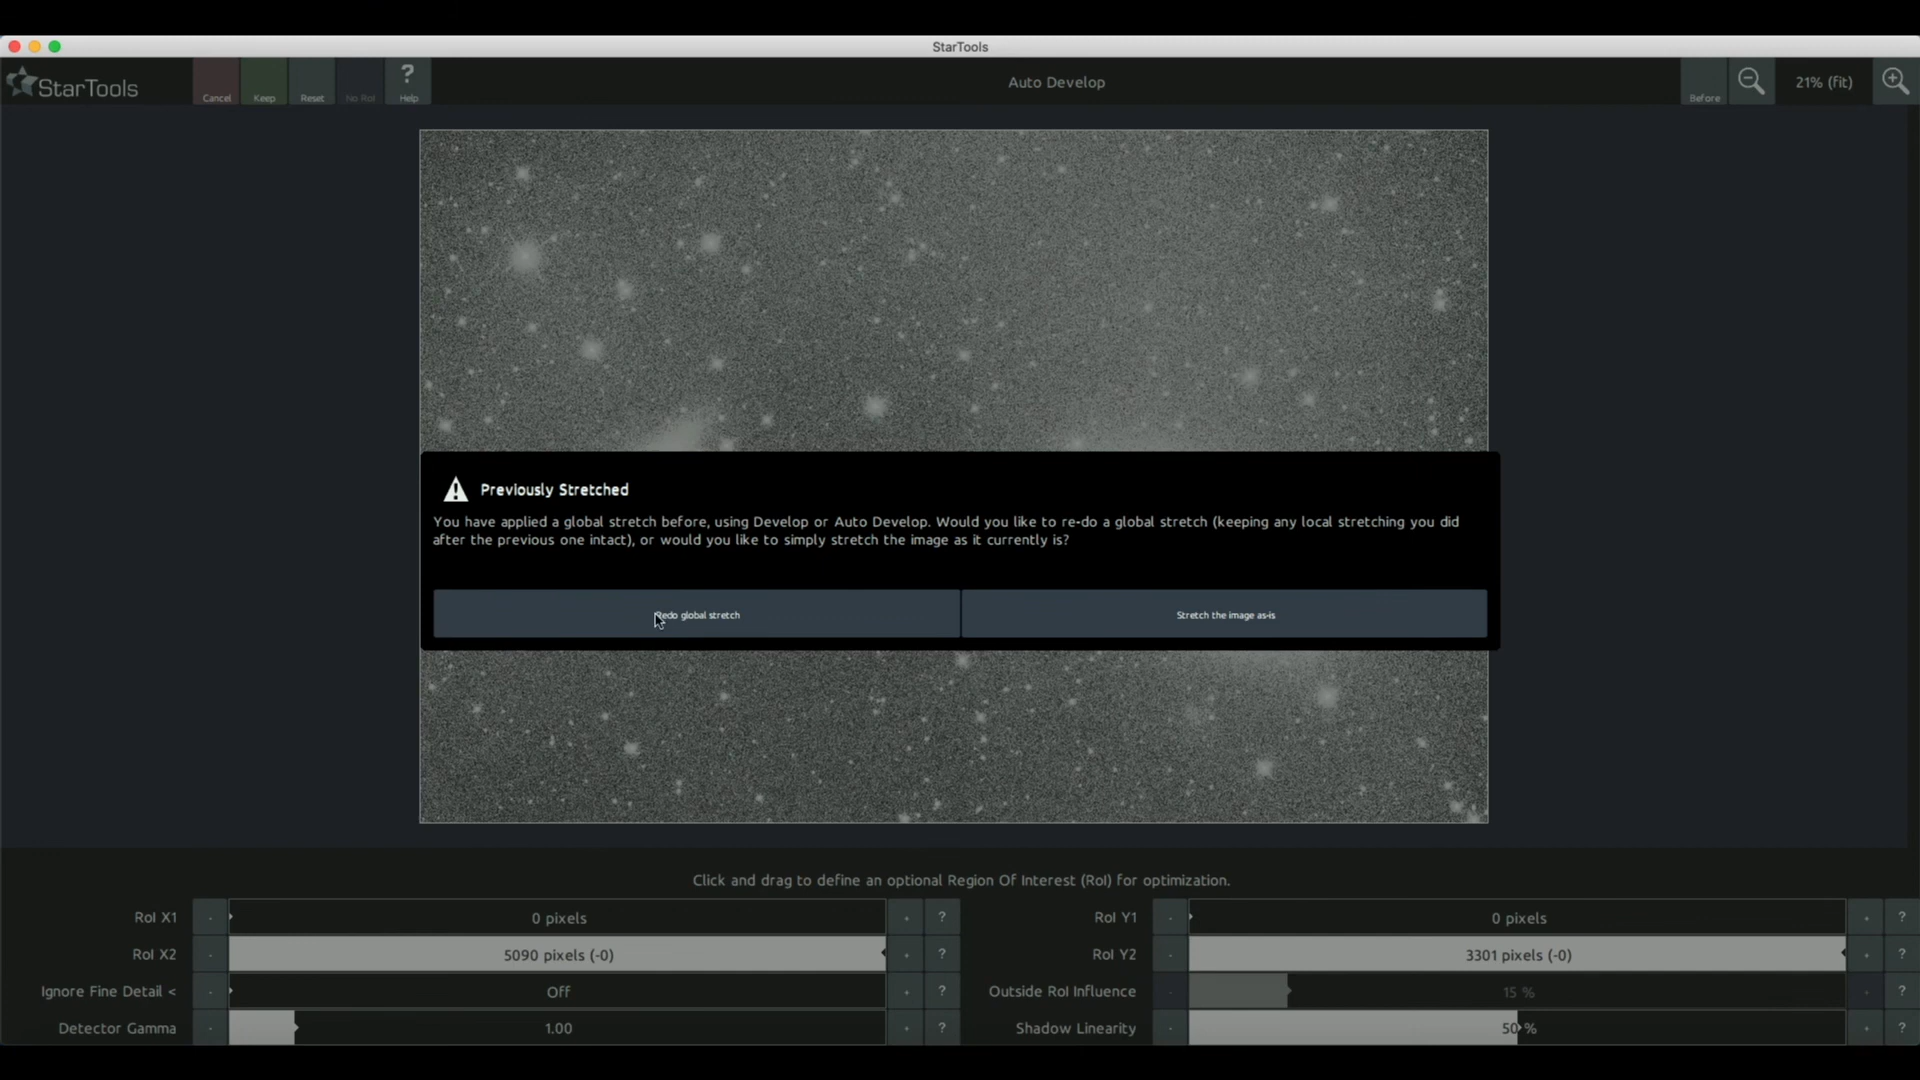 StarTools
StarTools
Cancel
Keep
Reset
No RoI
?
Help
Auto Develop
Before
21% (fit)
Previously Stretched
You have applied a global stretch before, using Develop or Auto Develop. Would you like to re-do a global stretch (keeping any local stretching you did
after the previous one intact), or would you like to simply stretch the image as it currently is?
Redo global stretch
Stretch the image as-is
Click and drag to define an optional Region Of Interest (RoI) for optimization.
RoI X1 - 0 pixels + ?
RoI Y1 - 0 pixels + ?
RoI X2 - 5090 pixels (-0) + ?
RoI Y2 - 3301 pixels (-0) + ?
Ignore Fine Detail < - Off + ?
Outside RoI Influence - 15 % + ?
Detector Gamma - 1.00 + ?
Shadow Linearity - 50 % + ?